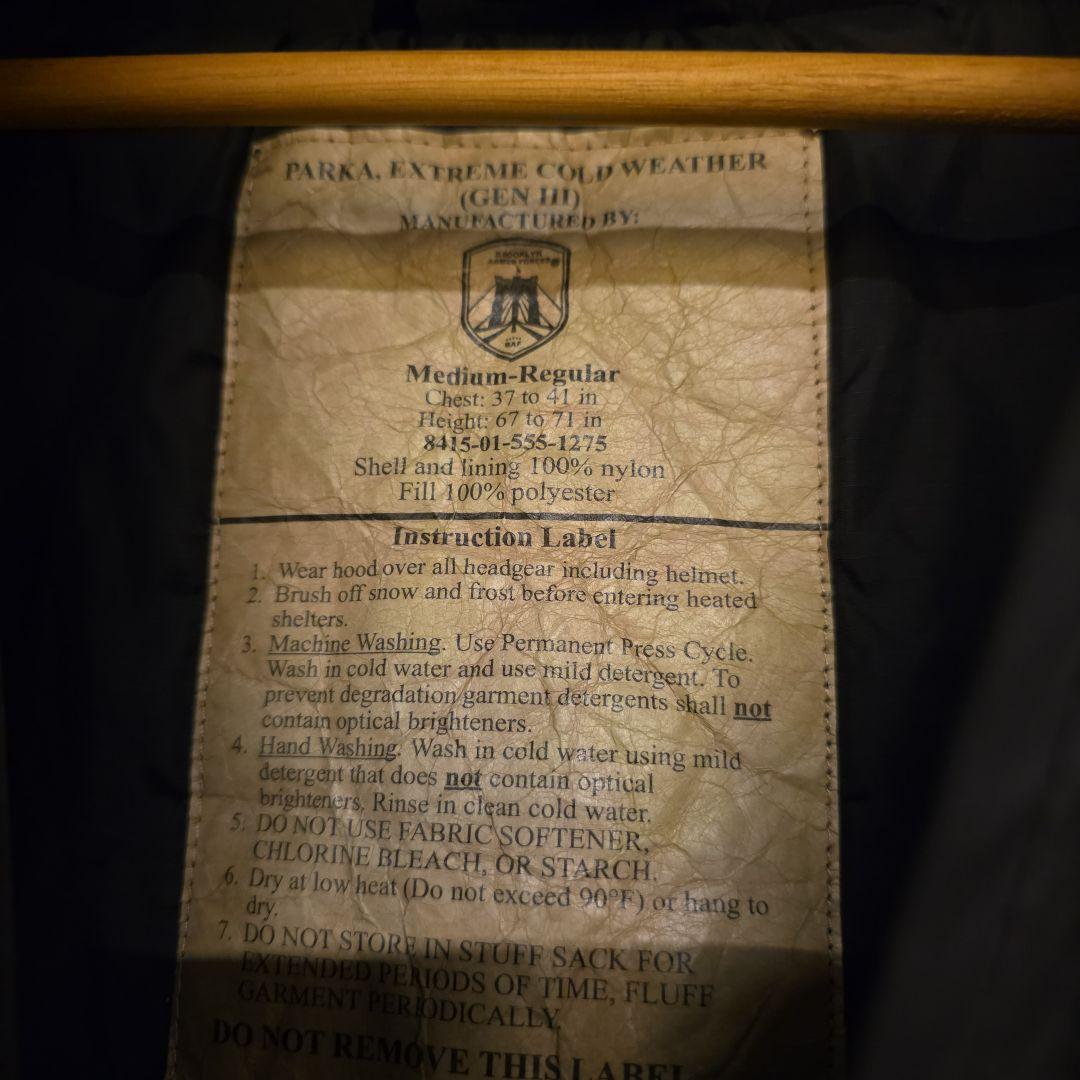 PARKA, EXTREME COLD WEATHER
(GEN III)
MANUFACTURED BY:
BROOKLYN
ARMED FORCES
BAF
Medium-Regular
Chest: 37 to 41 in
Height: 67 to 71 in
8415-01-555-1275
Shell and lining 100% nylon
Fill 100% polyester
Instruction Label
1. Wear hood over all headgear including helmet.
2. Brush off snow and frost before entering heated
shelters.
3. Machine Washing. Use Permanent Press Cycle.
Wash in cold water and use mild detergent. To
prevent degradation garment detergents shall not
contain optical brighteners.
4. Hand Washing. Wash in cold water using mild
detergent that does not contain optical
brighteners. Rinse in clean cold water.
5. DO NOT USE FABRIC SOFTENER,
CHLORINE BLEACH, OR STARCH.
6. Dry at low heat (Do not exceed 90°F) or hang to
dry.
7. DO NOT STORE IN STUFF SACK FOR
EXTENDED PERIODS OF TIME, FLUFF
GARMENT PERIODICALLY.
DO NOT REMOVE THIS LABEL